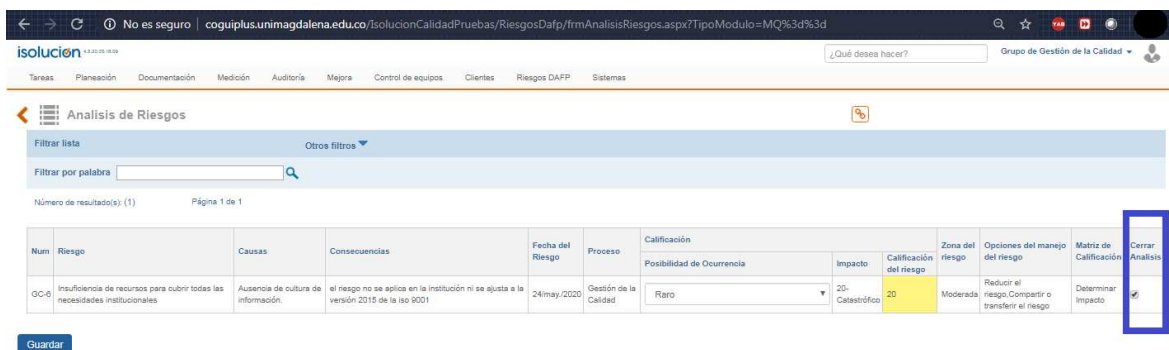 No es seguro | coguiplus.unimagdalena.edu.co/IsolucionCalidadPruebas/RiesgosDafp/frmAnalisisRiesgos.aspx?TipoModulo=MQ%3d%3d
isolución
¿Qué desea hacer?
Grupo de Gestión de la Calidad
Tareas Planeación Documentación Medición Auditoría Mejora Control de equipos Clientes Riesgos DAFP Sistemas
Analisis de Riesgos
Filtrar lista Otros filtros
Filtrar por palabra
Número de resultado(s): (1) Página 1 de 1
Num Riesgo Causas Consecuencias Fecha del Riesgo Proceso Calificación Zona del riesgo Opciones del manejo del riesgo Matriz de Calificación Cerrar Analisis
Posibilidad de Ocurrencia Impacto Calificación del riesgo
GC-6 Insuficiencia de recursos para cubrir todas las necesidades institucionales Ausencia de cultura de información. el riesgo no se aplica en la institución ni se ajusta a la versión 2015 de la iso 9001 24/may./2020 Gestión de la Calidad Raro 20-Catastrófico 20 Moderada Reducir el riesgo,Compartir o transferir el riesgo Determinar Impacto
Guardar